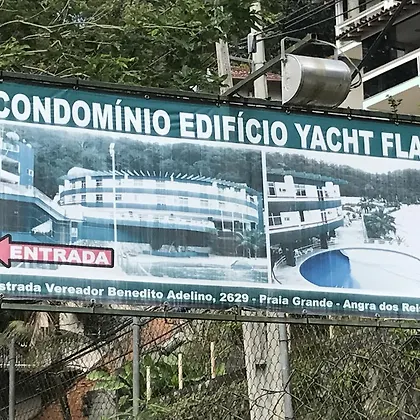 CONDOMÍNIO EDIFÍCIO YACHT FLA
ENTRADA
strada Vereador Benedito Adelino, 2629 - Praia Grande - Angra dos Rei